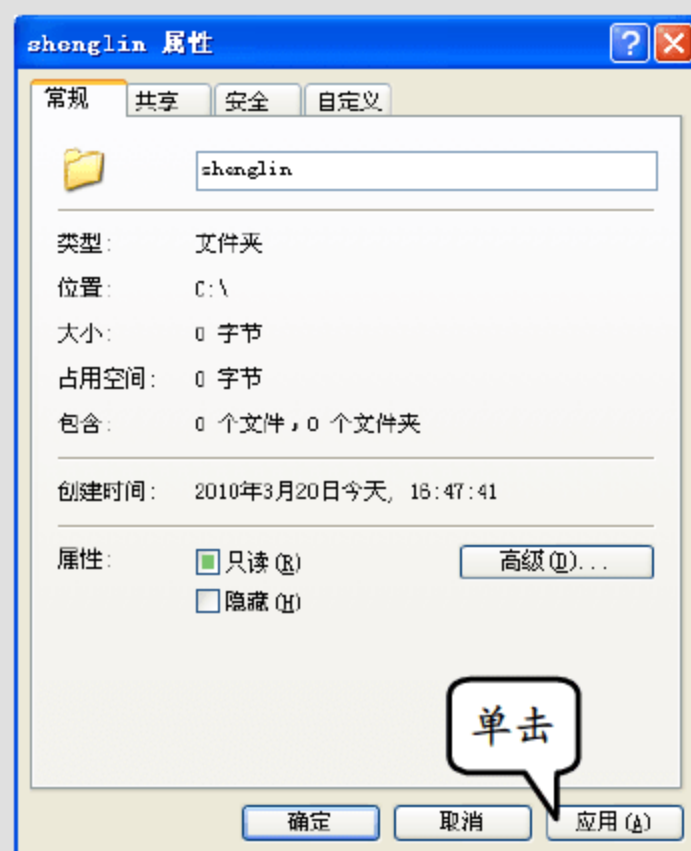 shenglin 属性
常规 共享 安全 自定义
shenglin
类型: 文件夹
位置: C:\
大小: 0 字节
占用空间: 0 字节
包含: 0 个文件，0 个文件夹
创建时间: 2010年3月20日今天, 16:47:41
属性: 只读(R) 高级(D)...
隐藏(H)
单击
确定 取消 应用(A)